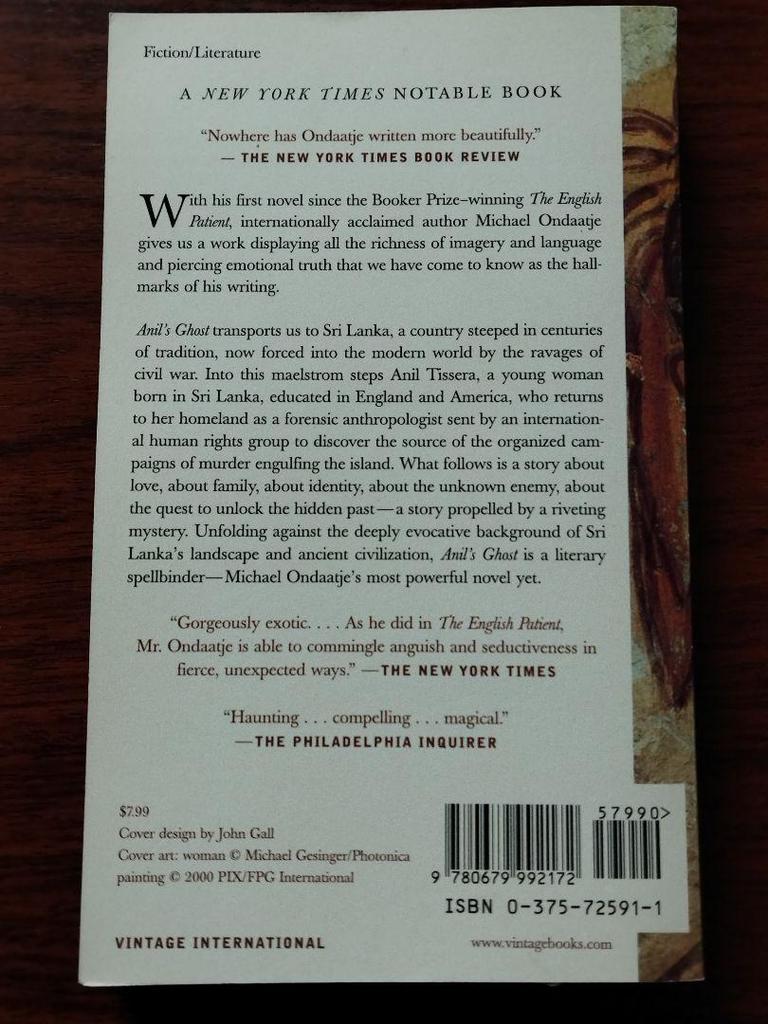 Fiction/Literature
A NEW YORK TIMES NOTABLE BOOK
“Nowhere has Ondaatje written more beautifully.”
— THE NEW YORK TIMES BOOK REVIEW
With his first novel since the Booker Prize–winning The English
Patient, internationally acclaimed author Michael Ondaatje
gives us a work displaying all the richness of imagery and language
and piercing emotional truth that we have come to know as the hall-
marks of his writing.
Anil’s Ghost transports us to Sri Lanka, a country steeped in centuries
of tradition, now forced into the modern world by the ravages of
civil war. Into this maelstrom steps Anil Tissera, a young woman
born in Sri Lanka, educated in England and America, who returns
to her homeland as a forensic anthropologist sent by an internation-
al human rights group to discover the source of the organized cam-
paigns of murder engulfing the island. What follows is a story about
love, about family, about identity, about the unknown enemy, about
the quest to unlock the hidden past—a story propelled by a riveting
mystery. Unfolding against the deeply evocative background of Sri
Lanka’s landscape and ancient civilization, Anil’s Ghost is a literary
spellbinder—Michael Ondaatje’s most powerful novel yet.
“Gorgeously exotic. . . . As he did in The English Patient,
Mr. Ondaatje is able to commingle anguish and seductiveness in
fierce, unexpected ways.” —THE NEW YORK TIMES
“Haunting . . . compelling . . . magical.”
—THE PHILADELPHIA INQUIRER
$7.99
Cover design by John Gall
Cover art: woman © Michael Gesinger/Photonica
painting © 2000 PIX/FPG International
57990>
9 780679 992172
ISBN 0-375-72591-1
VINTAGE INTERNATIONAL
www.vintagebooks.com